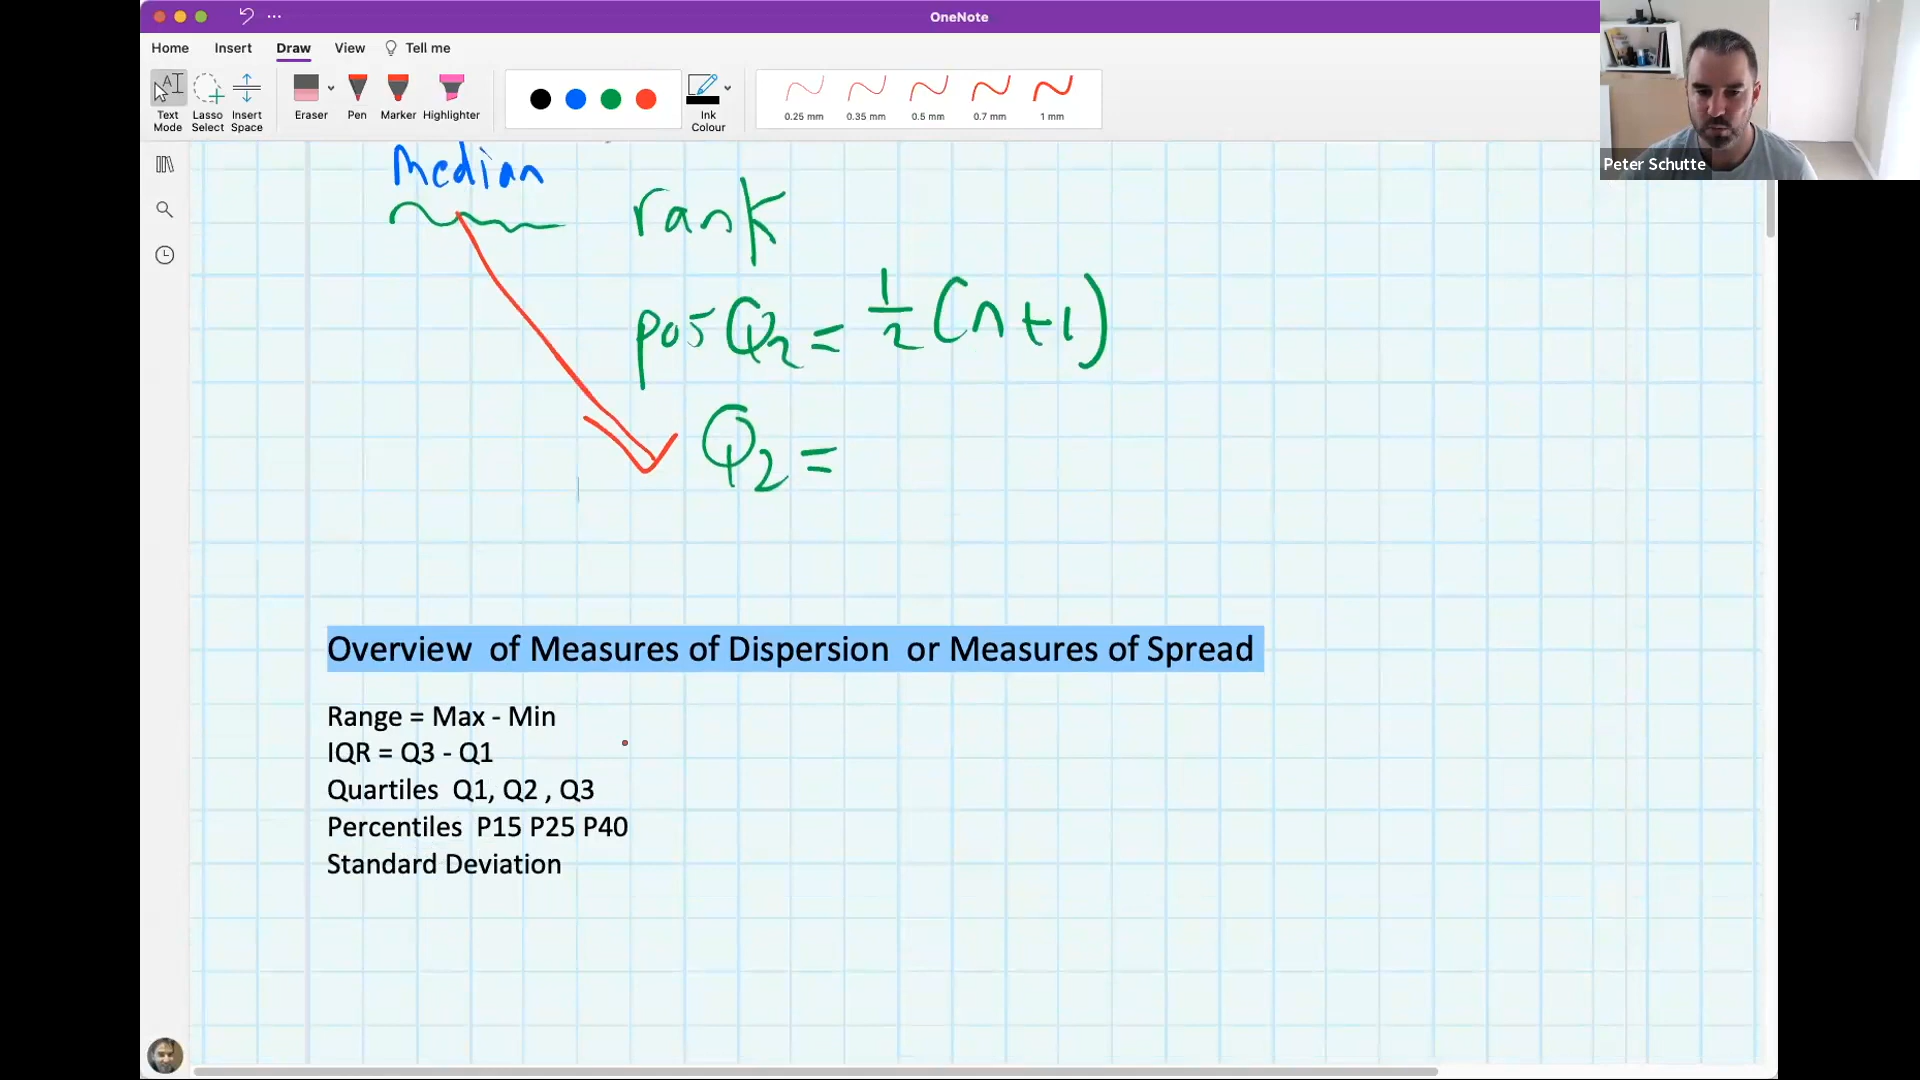 OneNote
Home Insert Draw View Tell me
Text Mode
Lasso Select
Insert Space
Eraser
Pen
Marker
Highlighter
Ink Colour
0.25 mm
0.35 mm
0.5 mm
0.7 mm
1 mm
Peter Schutte
Median
rank
pos Q₂ = 1/2 (n+1)
Q₂ =
Overview of Measures of Dispersion or Measures of Spread
Range = Max - Min
IQR = Q3 - Q1
Quartiles Q1, Q2 , Q3
Percentiles P15 P25 P40
Standard Deviation